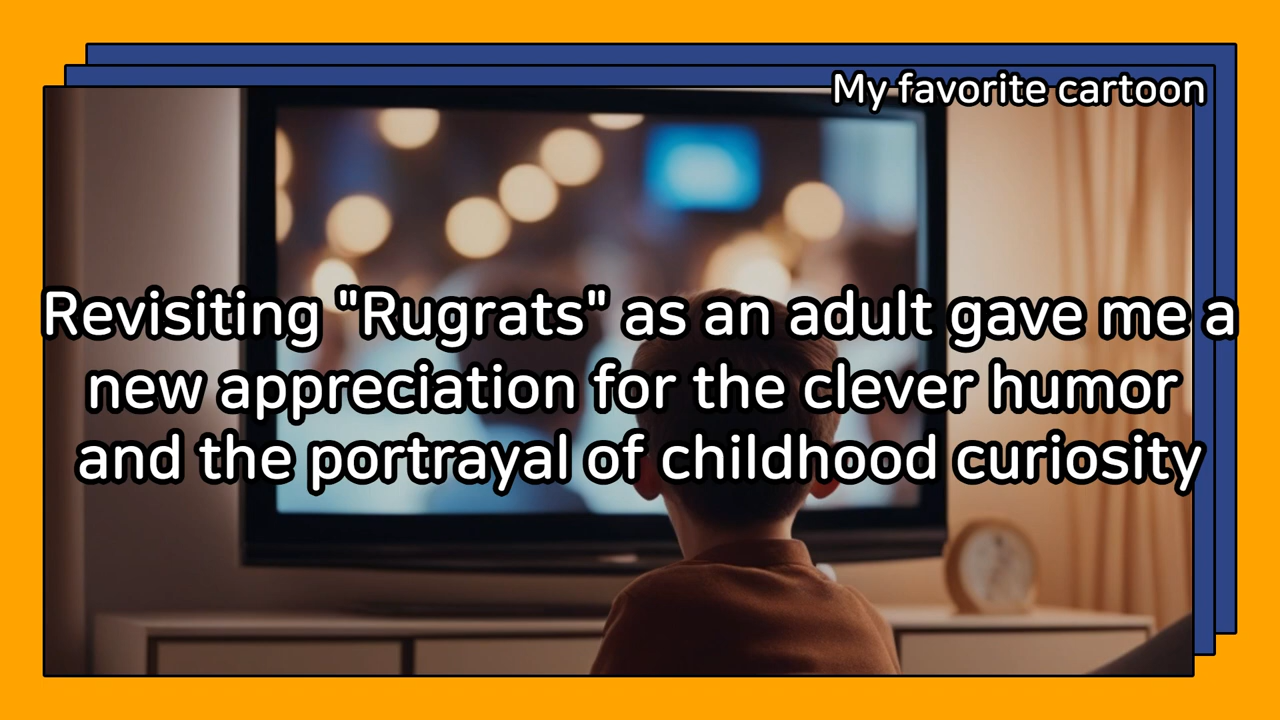 My favorite cartoon
Revisiting "Rugrats" as an adult gave me a
new appreciation for the clever humor
and the portrayal of childhood curiosity